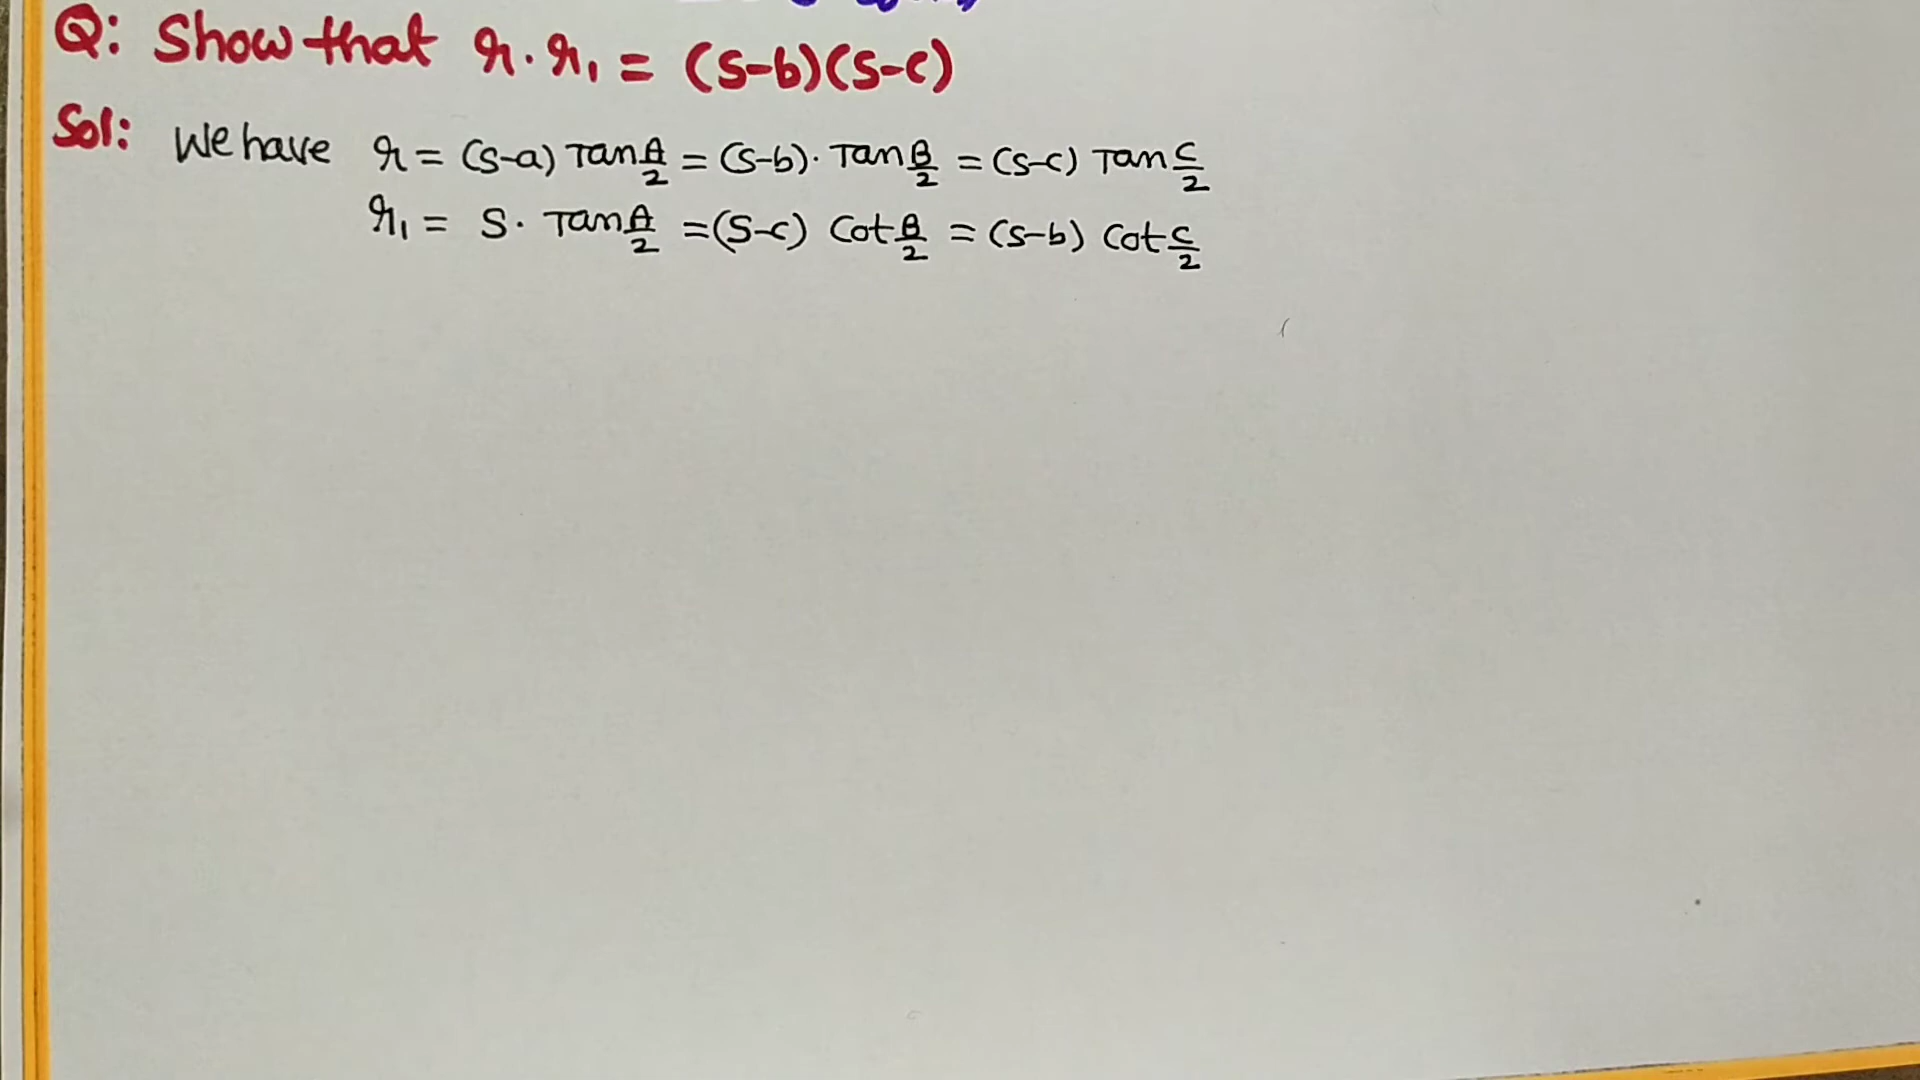 Q: Show that r.r₁ = (S-b)(S-c)
Sol: We have r = (S-a) Tan A/2 = (S-b). Tan B/2 = (S-c) Tan C/2
r₁ = S. Tan A/2 = (S-c) Cot B/2 = (S-b) Cot C/2